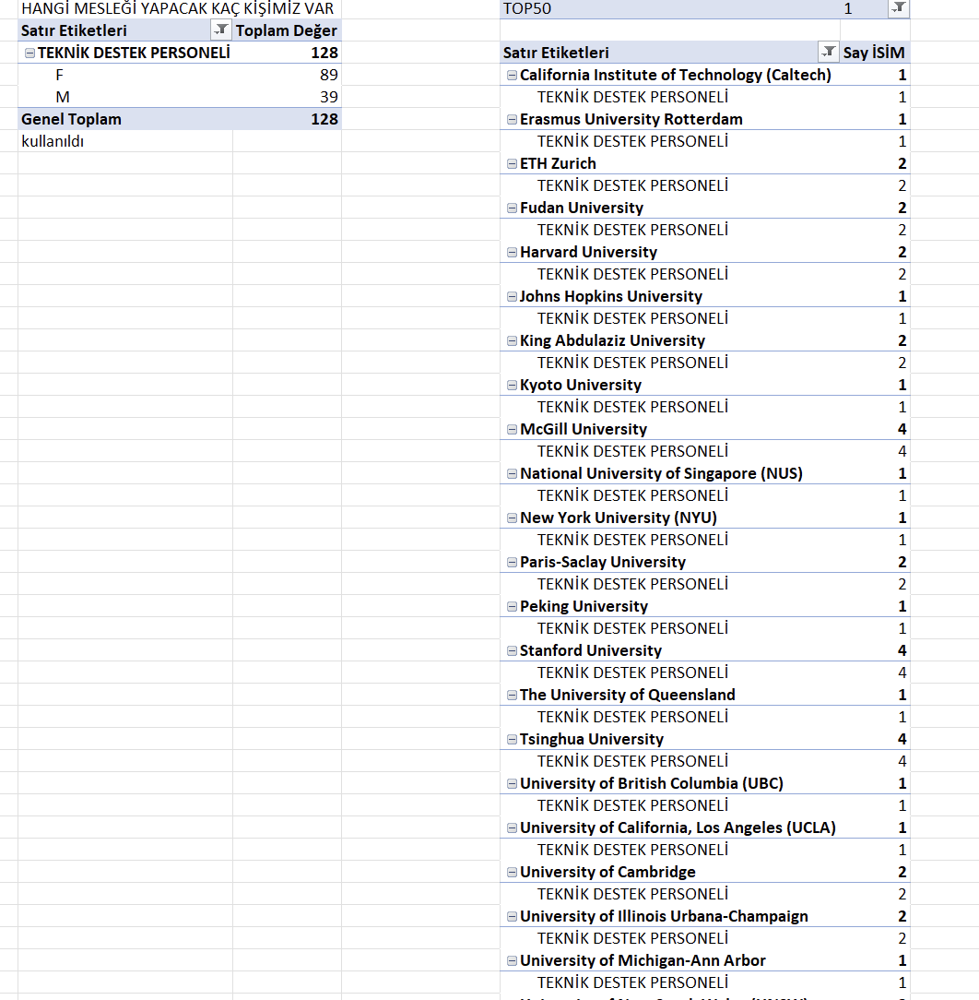 HANGİ MESLEĞİ YAPACAK KAÇ KİŞİMİZ VAR
Satır Etiketleri Toplam Değer
TEKNİK DESTEK PERSONELİ 128
F 89
M 39
Genel Toplam 128
kullanıldı
TOP50 1
Satır Etiketleri Say İSİM
California Institute of Technology (Caltech) 1
TEKNİK DESTEK PERSONELİ 1
Erasmus University Rotterdam 1
TEKNİK DESTEK PERSONELİ 1
ETH Zurich 2
TEKNİK DESTEK PERSONELİ 2
Fudan University 2
TEKNİK DESTEK PERSONELİ 2
Harvard University 2
TEKNİK DESTEK PERSONELİ 2
Johns Hopkins University 1
TEKNİK DESTEK PERSONELİ 1
King Abdulaziz University 2
TEKNİK DESTEK PERSONELİ 2
Kyoto University 1
TEKNİK DESTEK PERSONELİ 1
McGill University 4
TEKNİK DESTEK PERSONELİ 4
National University of Singapore (NUS) 1
TEKNİK DESTEK PERSONELİ 1
New York University (NYU) 1
TEKNİK DESTEK PERSONELİ 1
Paris-Saclay University 2
TEKNİK DESTEK PERSONELİ 2
Peking University 1
TEKNİK DESTEK PERSONELİ 1
Stanford University 4
TEKNİK DESTEK PERSONELİ 4
The University of Queensland 1
TEKNİK DESTEK PERSONELİ 1
Tsinghua University 4
TEKNİK DESTEK PERSONELİ 4
University of British Columbia (UBC) 1
TEKNİK DESTEK PERSONELİ 1
University of California, Los Angeles (UCLA) 1
TEKNİK DESTEK PERSONELİ 1
University of Cambridge 2
TEKNİK DESTEK PERSONELİ 2
University of Illinois Urbana-Champaign 2
TEKNİK DESTEK PERSONELİ 2
University of Michigan-Ann Arbor 1
TEKNİK DESTEK PERSONELİ 1